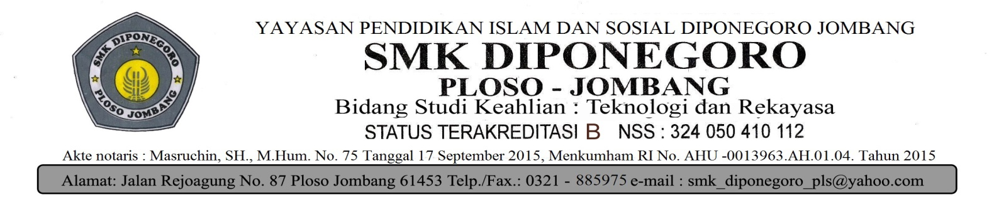 SMK DIPONEGORO
PLOSO JOMBANG
YAYASAN PENDIDIKAN ISLAM DAN SOSIAL DIPONEGORO JOMBANG
SMK DIPONEGORO
PLOSO - JOMBANG
Bidang Studi Keahlian : Teknologi dan Rekayasa
STATUS TERAKREDITASI B NSS : 324 050 410 112
Akte notaris : Masruchin, SH., M.Hum. No. 75 Tanggal 17 September 2015, Menkumham RI No. AHU -0013963.AH.01.04. Tahun 2015
Alamat: Jalan Rejoagung No. 87 Ploso Jombang 61453 Telp./Fax.: 0321 - 885975 e-mail : smk_diponegoro_pls@yahoo.com